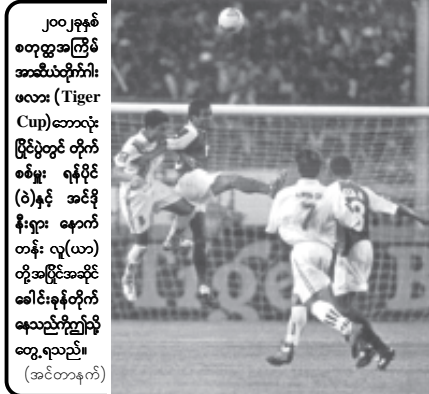 ၂၀၀၂ခုနှစ်
စတုတ္ထအကြိမ်
အာဆီယံတိုက်ဂါး
ဖလား (Tiger
Cup)ဘောလုံး
ပြိုင်ပွဲတွင် တိုက်
စစ်မှူး ရန်ပိုင်
(ဝဲ)နှင့် အင်ဒို
နီးရှား နောက်
တန်း လူ(ယာ)
တို့အပြိုင်အဆိုင်
ခေါင်းခုန်တိုက်
နေသည်ကိုဤသို့
တွေ့ရသည်။
(အင်တာနက်)
7
Tiger